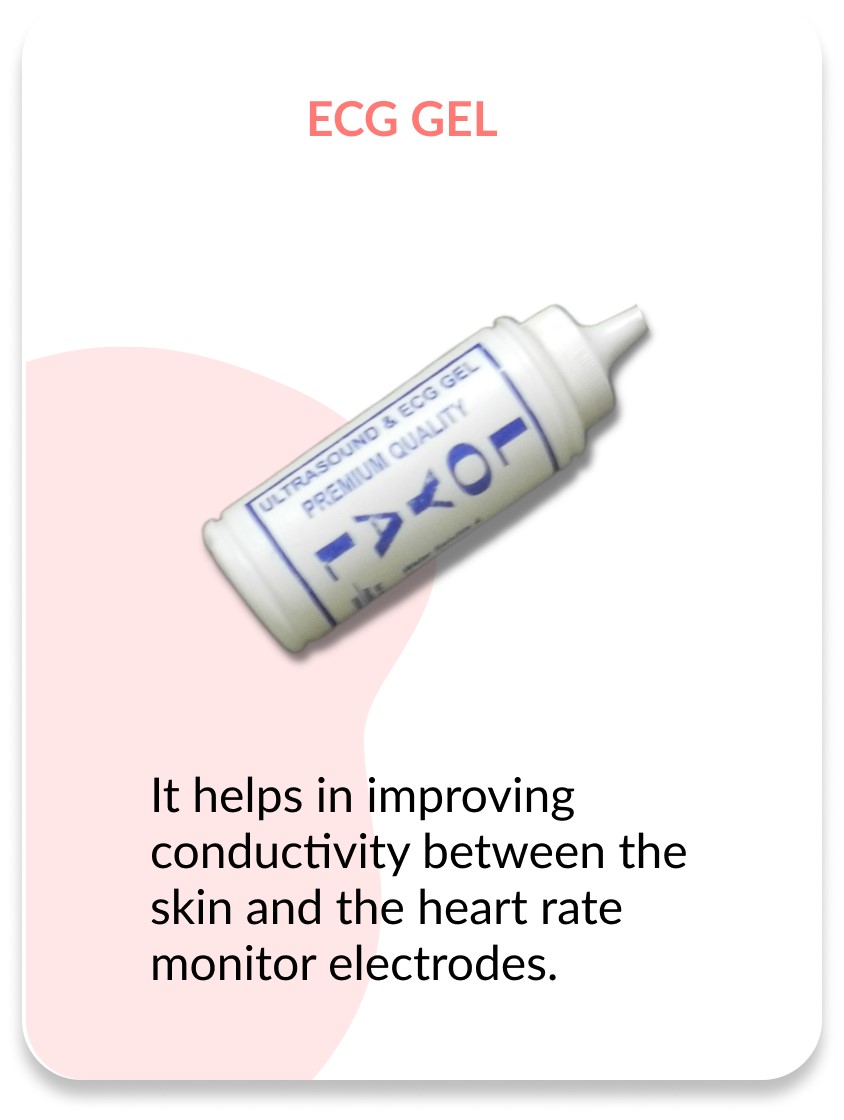 ECG GEL
ULTRASOUND & ECG GEL
PREMIUM QUALITY
LAYOL
It helps in improving
conductivity between the
skin and the heart rate
monitor electrodes.